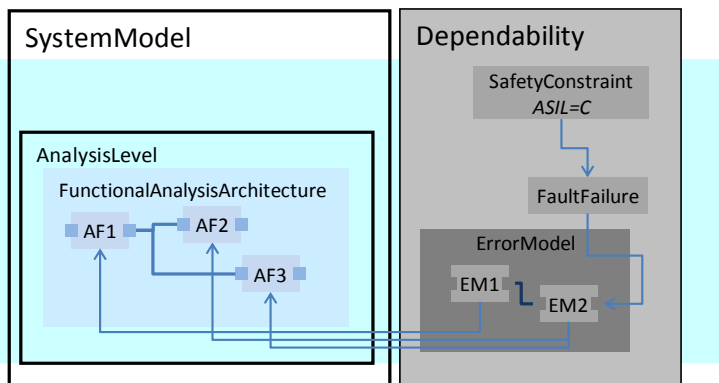 SystemModel
AnalysisLevel
FunctionalAnalysisArchitecture
AF1
AF2
AF3
Dependability
SafetyConstraint
ASIL=C
FaultFailure
ErrorModel
EM1
EM2